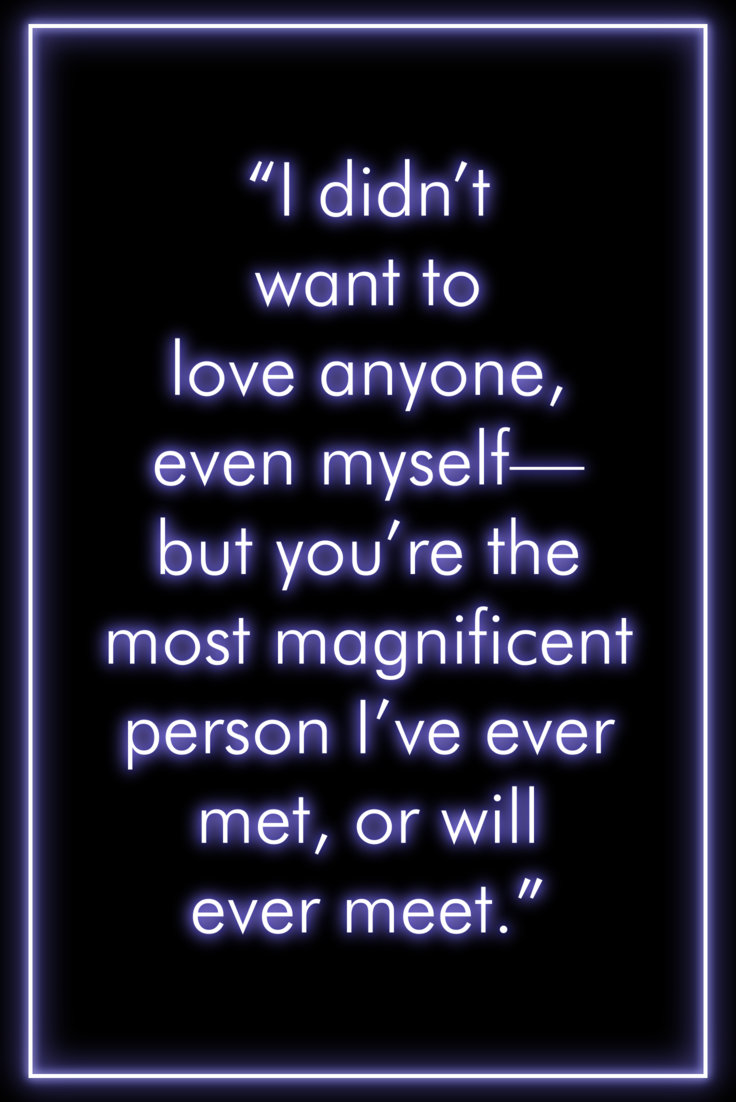 “I didn’t
want to
love anyone,
even myself—
but you’re the
most magnificent
person I’ve ever
met, or will
ever meet.”